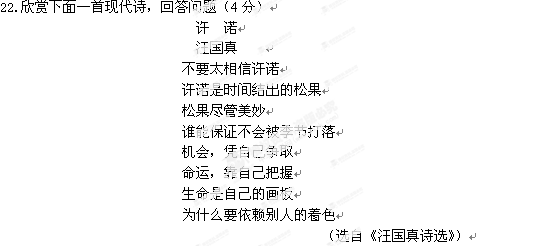 22.欣赏下面一首现代诗，回答问题（4分）
许　诺
汪国真
不要太相信许诺
许诺是时间结出的松果
松果尽管美妙
谁能保证不会被季节打落
机会，凭自己争取
命运，靠自己把握
生命是自己的画板
为什么要依赖别人的着色
（选自《汪国真诗选》）